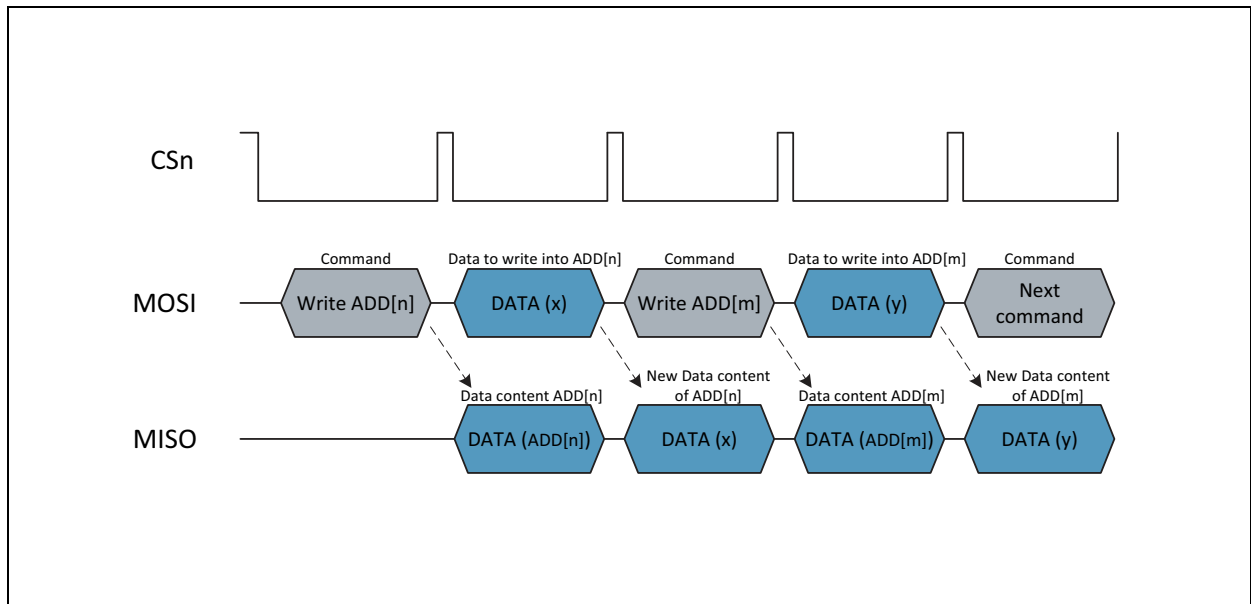 CSn
Command
Data to write into ADD[n]
Command
Data to write into ADD[m]
Command
MOSI
Write ADD[n]
DATA (x)
Write ADD[m]
DATA (y)
Next
command
Data content ADD[n]
New Data content
of ADD[n]
Data content ADD[m]
New Data content
of ADD[m]
MISO
DATA (ADD[n])
DATA (x)
DATA (ADD[m])
DATA (y)